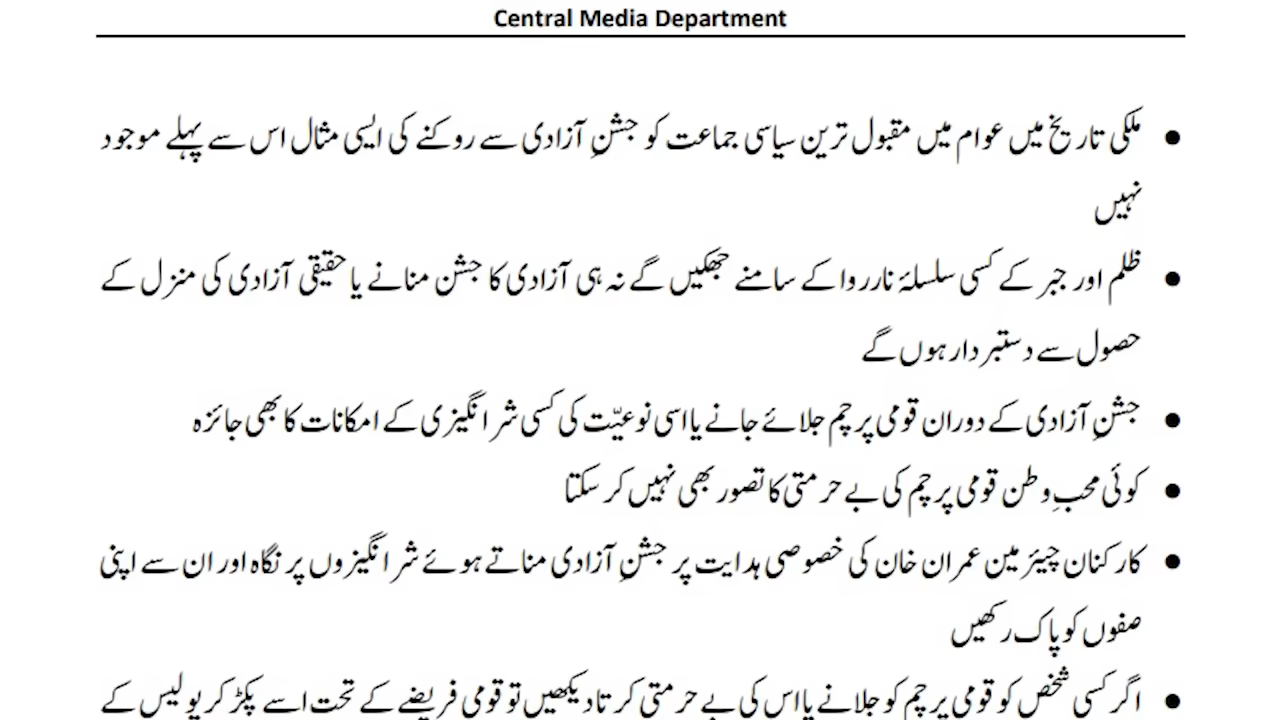 Central Media Department
• ملکی تاریخ میں عوام میں مقبول ترین سیاسی جماعت کو جشنِ آزادی سے روکنے کی ایسی مثال اس سے پہلے موجود
نہیں
• ظلم اور جبر کے کسی سلسلۂ نارروا کے سامنے جھکیں گے نہ ہی آزادی کا جشن منانے یا حقیقی آزادی کی منزل کے
حصول سے دستبردار ہوں گے
• جشنِ آزادی کے دوران قومی پرچم جلائے جانے یا اسی نوعیّت کی کسی شرانگیزی کے امکانات کا بھی جائزہ
• کوئی محبِ وطن قومی پرچم کی بے حرمتی کا تصور بھی نہیں کر سکتا
• کارکنان چیئرمین عمران خان کی خصوصی ہدایت پر جشنِ آزادی مناتے ہوئے شرانگیزوں پر نگاہ اور ان سے اپنی
صفوں کو پاک رکھیں
• اگر کسی شخص کو قومی پرچم کو جلانے یا اس کی بے حرمتی کرتا دیکھیں تو قومی فریضے کے تحت اسے پکڑ کر پولیس کے